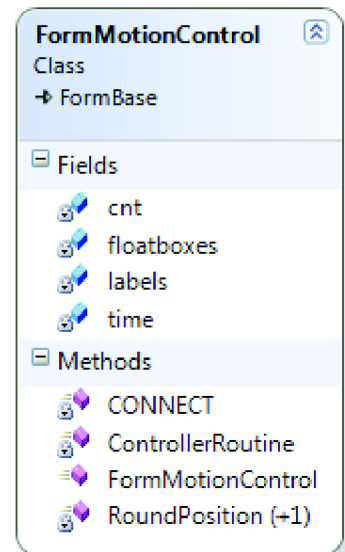 FormMotionControl
Class
FormBase
Fields
cnt
floatboxes
labels
time
Methods
CONNECT
ControllerRoutine
FormMotionControl
RoundPosition (+1)